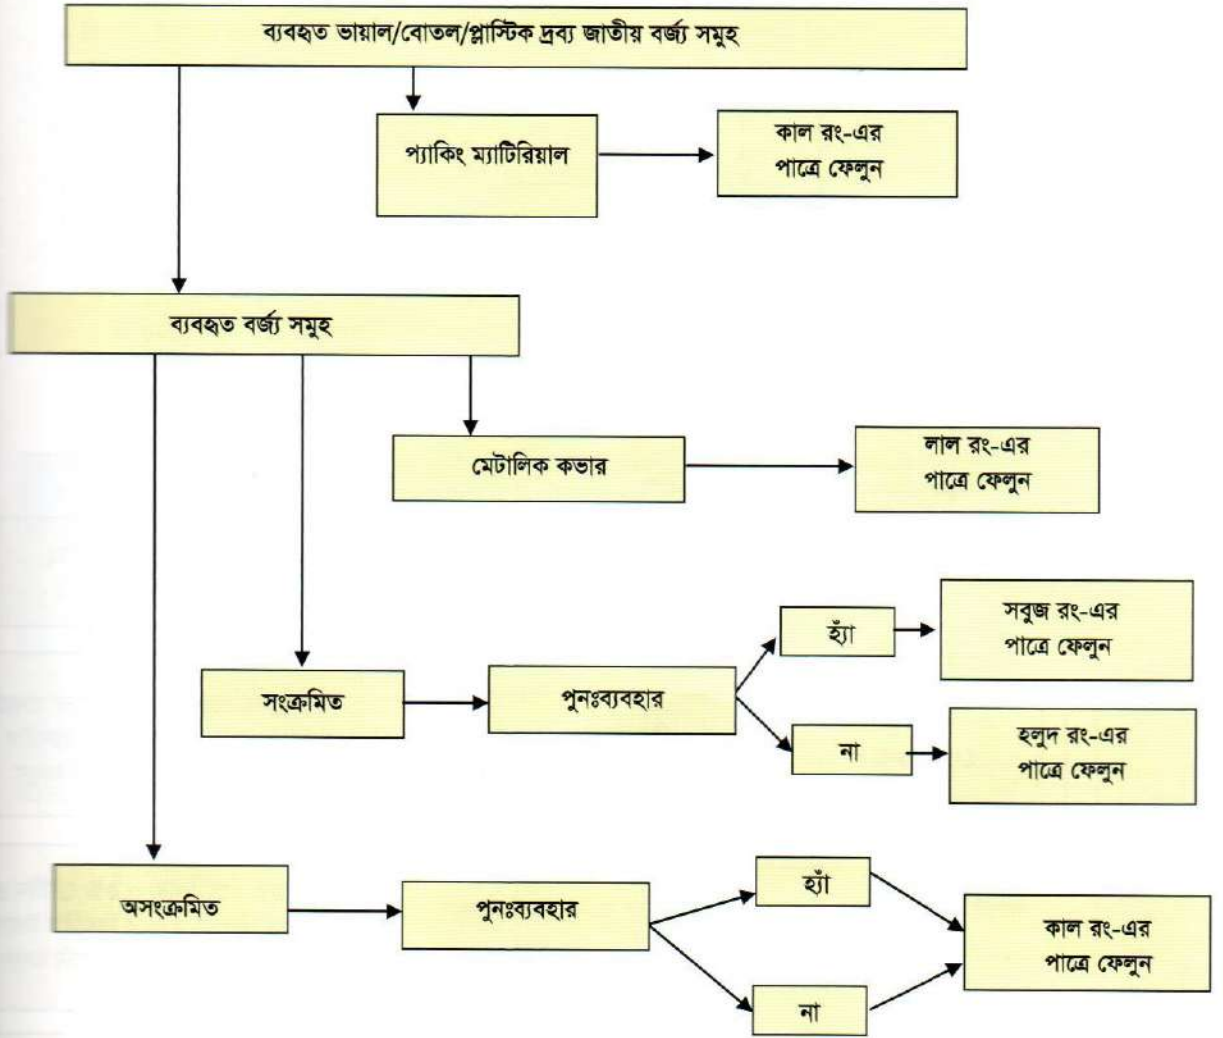 ব্যবহৃত ভায়াল/বোতল/প্লাস্টিক দ্রব্য জাতীয় বর্জ্য সমুহ
প্যাকিং ম্যাটিরিয়াল
কাল রং-এর
পাত্রে ফেলুন
ব্যবহৃত বর্জ্য সমুহ
মেটালিক কভার
লাল রং-এর
পাত্রে ফেলুন
সংক্রমিত
পুনঃব্যবহার
হ্যাঁ
সবুজ রং-এর
পাত্রে ফেলুন
না
হলুদ রং-এর
পাত্রে ফেলুন
অসংক্রমিত
পুনঃব্যবহার
হ্যাঁ
কাল রং-এর
পাত্রে ফেলুন
না